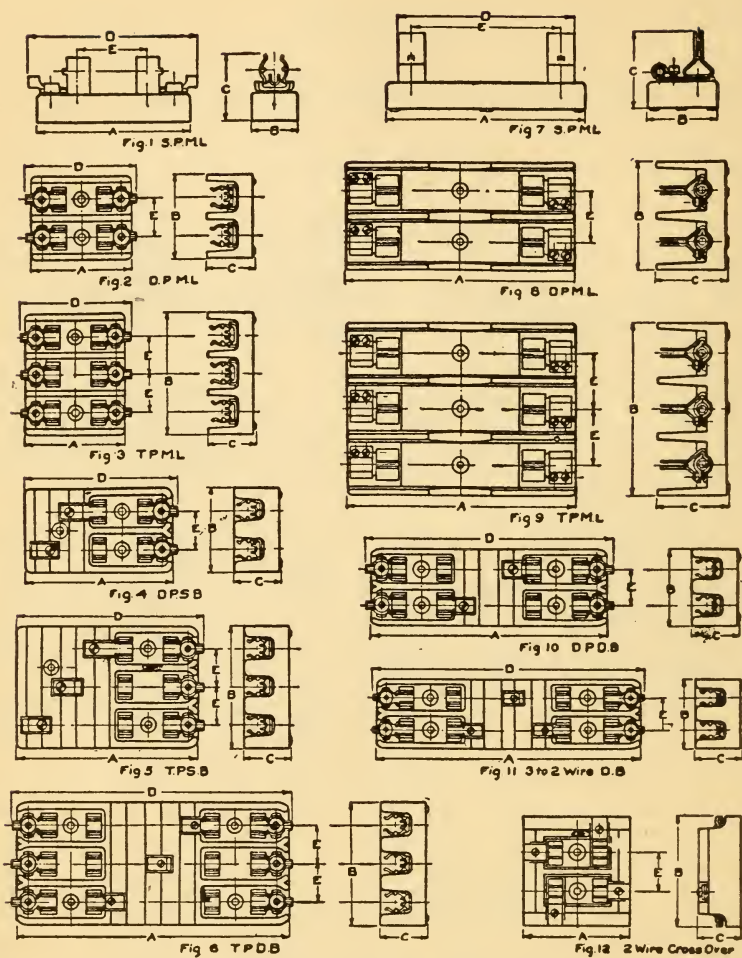 D
E
C
A
B
Fig.1 S.P.M.L
D
E
C
A
B
Fig 7 S.P.M.L
D
E
B
A
C
Fig.2 D.P.M.L
E
B
A
C
Fig 8 D.P.M.L
D
E
E
B
A
C
Fig 3 T.P.M.L
E
E
B
A
C
Fig 9 T.P.M.L
D
E
B
A
C
Fig.4 D.P.S.B
D
E
B
A
C
Fig 10 D.P.D.B
D
E
E
B
A
C
Fig 5 T.P.S.B
D
E
B
A
C
Fig 11 3 to 2 Wire D.B
D
E
E
B
A
C
Fig 6 T.P.D.B
E
B
A
C
Fig.12 2 Wire Cross Over